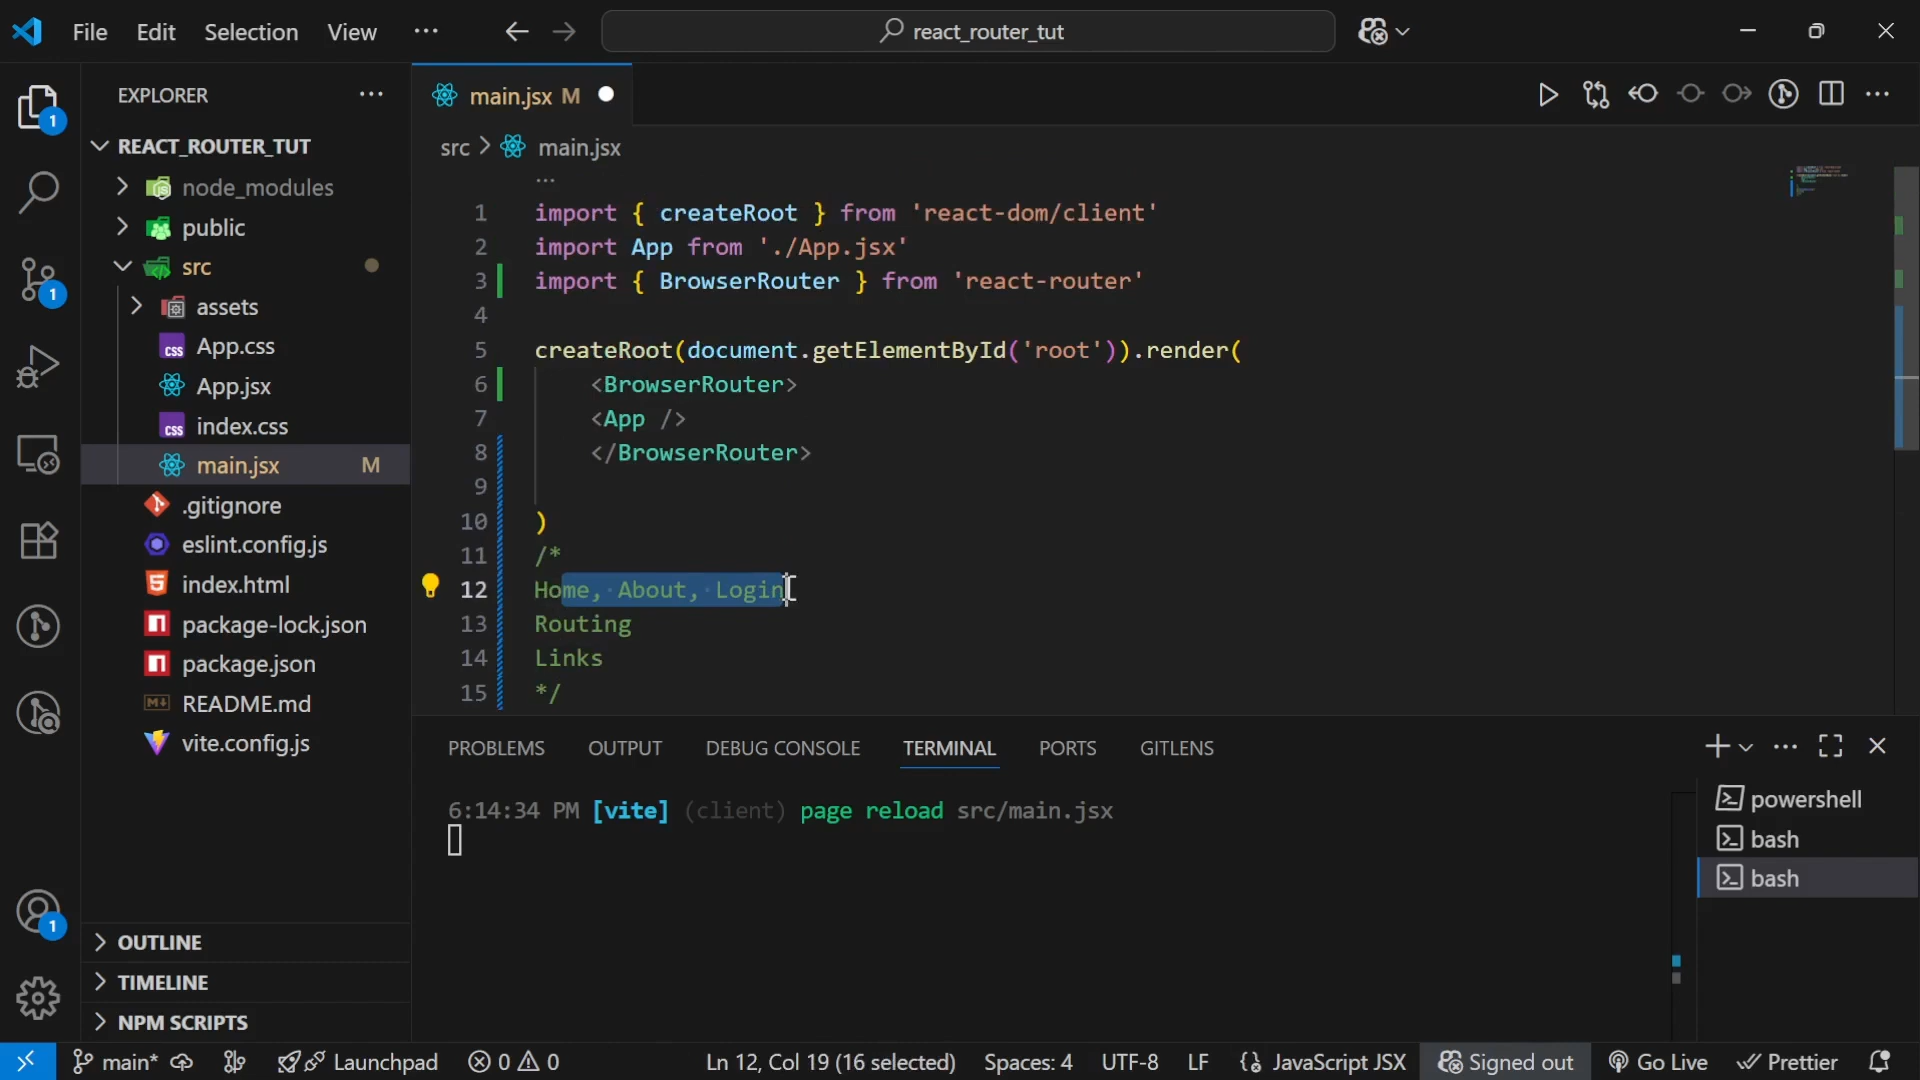 File Edit Selection View ··· react_router_tut
EXPLORER ···
1
REACT_ROUTER_TUT
node_modules
public
src
assets
App.css
App.jsx
index.css
main.jsx M
.gitignore
eslint.config.js
index.html
package-lock.json
package.json
README.md
vite.config.js
1
1
OUTLINE
TIMELINE
NPM SCRIPTS
main.jsx M
src > main.jsx
...
1 import { createRoot } from 'react-dom/client'
2 import App from './App.jsx'
3 import { BrowserRouter } from 'react-router'
4
5 createRoot(document.getElementById('root')).render(
6 <BrowserRouter>
7 <App />
8 </BrowserRouter>
9
10 )
11 /*
12 Home, About, Login
13 Routing
14 Links
15 */
PROBLEMS OUTPUT DEBUG CONSOLE TERMINAL PORTS GITLENS
6:14:34 PM [vite] (client) page reload src/main.jsx
powershell
bash
bash
main* Launchpad 0 0 Ln 12, Col 19 (16 selected) Spaces: 4 UTF-8 LF {} JavaScript JSX Signed out Go Live Prettier